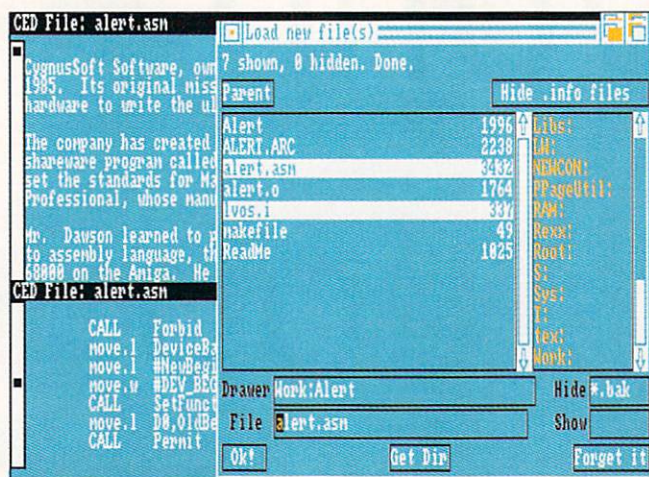 CED File: alert.asm
CygnusSoft Software, own
1985. Its original miss
hardware to write the ul
The company has created
shareware program called
set the standards for Ma
Professional, whose manu
Mr. Dawson learned to p
to assembly language, th
68000 on the Amiga. He
CED File: alert.asm
CALL Forbid
move.l DeviceBa
move.l #NewBegi
move.w #DEV_BEG
CALL SetFunct
move.l D0,OldBe
CALL Permit
Load new file(s)
7 shown, 0 hidden. Done.
Parent
Hide .info files
Alert 1996
ALERT.ARC 2238
alert.asm 3432
alert.o 1764
lvos.i 337
makefile 49
ReadMe 1025
Libs:
LW:
NEWCON:
PPageUtil:
RAM:
Rexx:
Root:
S:
Sys:
T:
tex:
Work:
Drawer Work:Alert
Hide *.bak
File alert.asm
Show
Ok!
Get Dir
Forget it